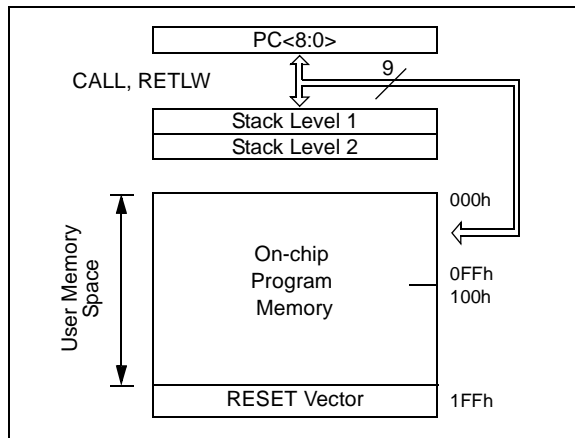 PC<8:0>
9
CALL, RETLW
Stack Level 1
Stack Level 2
000h
User Memory
Space
On-chip
Program
Memory
0FFh
100h
RESET Vector
1FFh